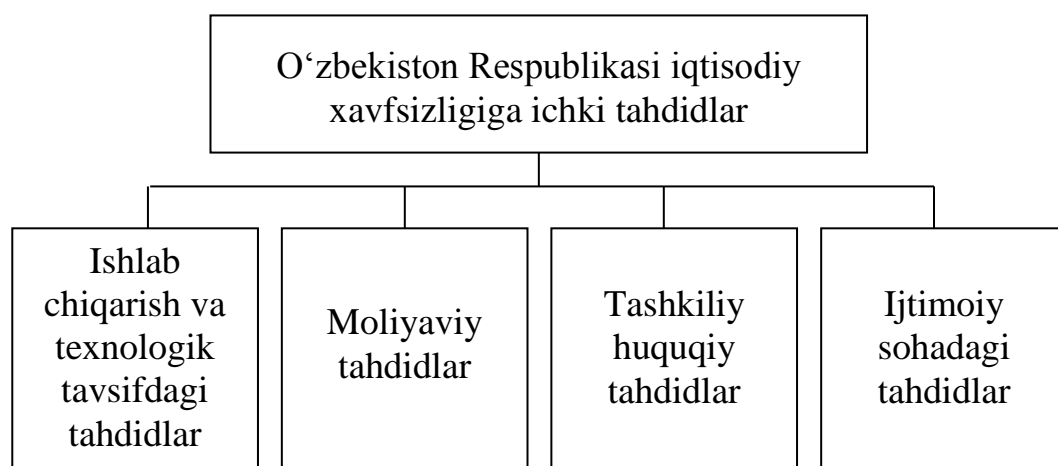 O‘zbekiston Respublikasi iqtisodiy
xavfsizligiga ichki tahdidlar
Ishlab
chiqarish va
texnologik
tavsifdagi
tahdidlar
Moliyaviy
tahdidlar
Tashkiliy
huquqiy
tahdidlar
Ijtimoiy
sohadagi
tahdidlar